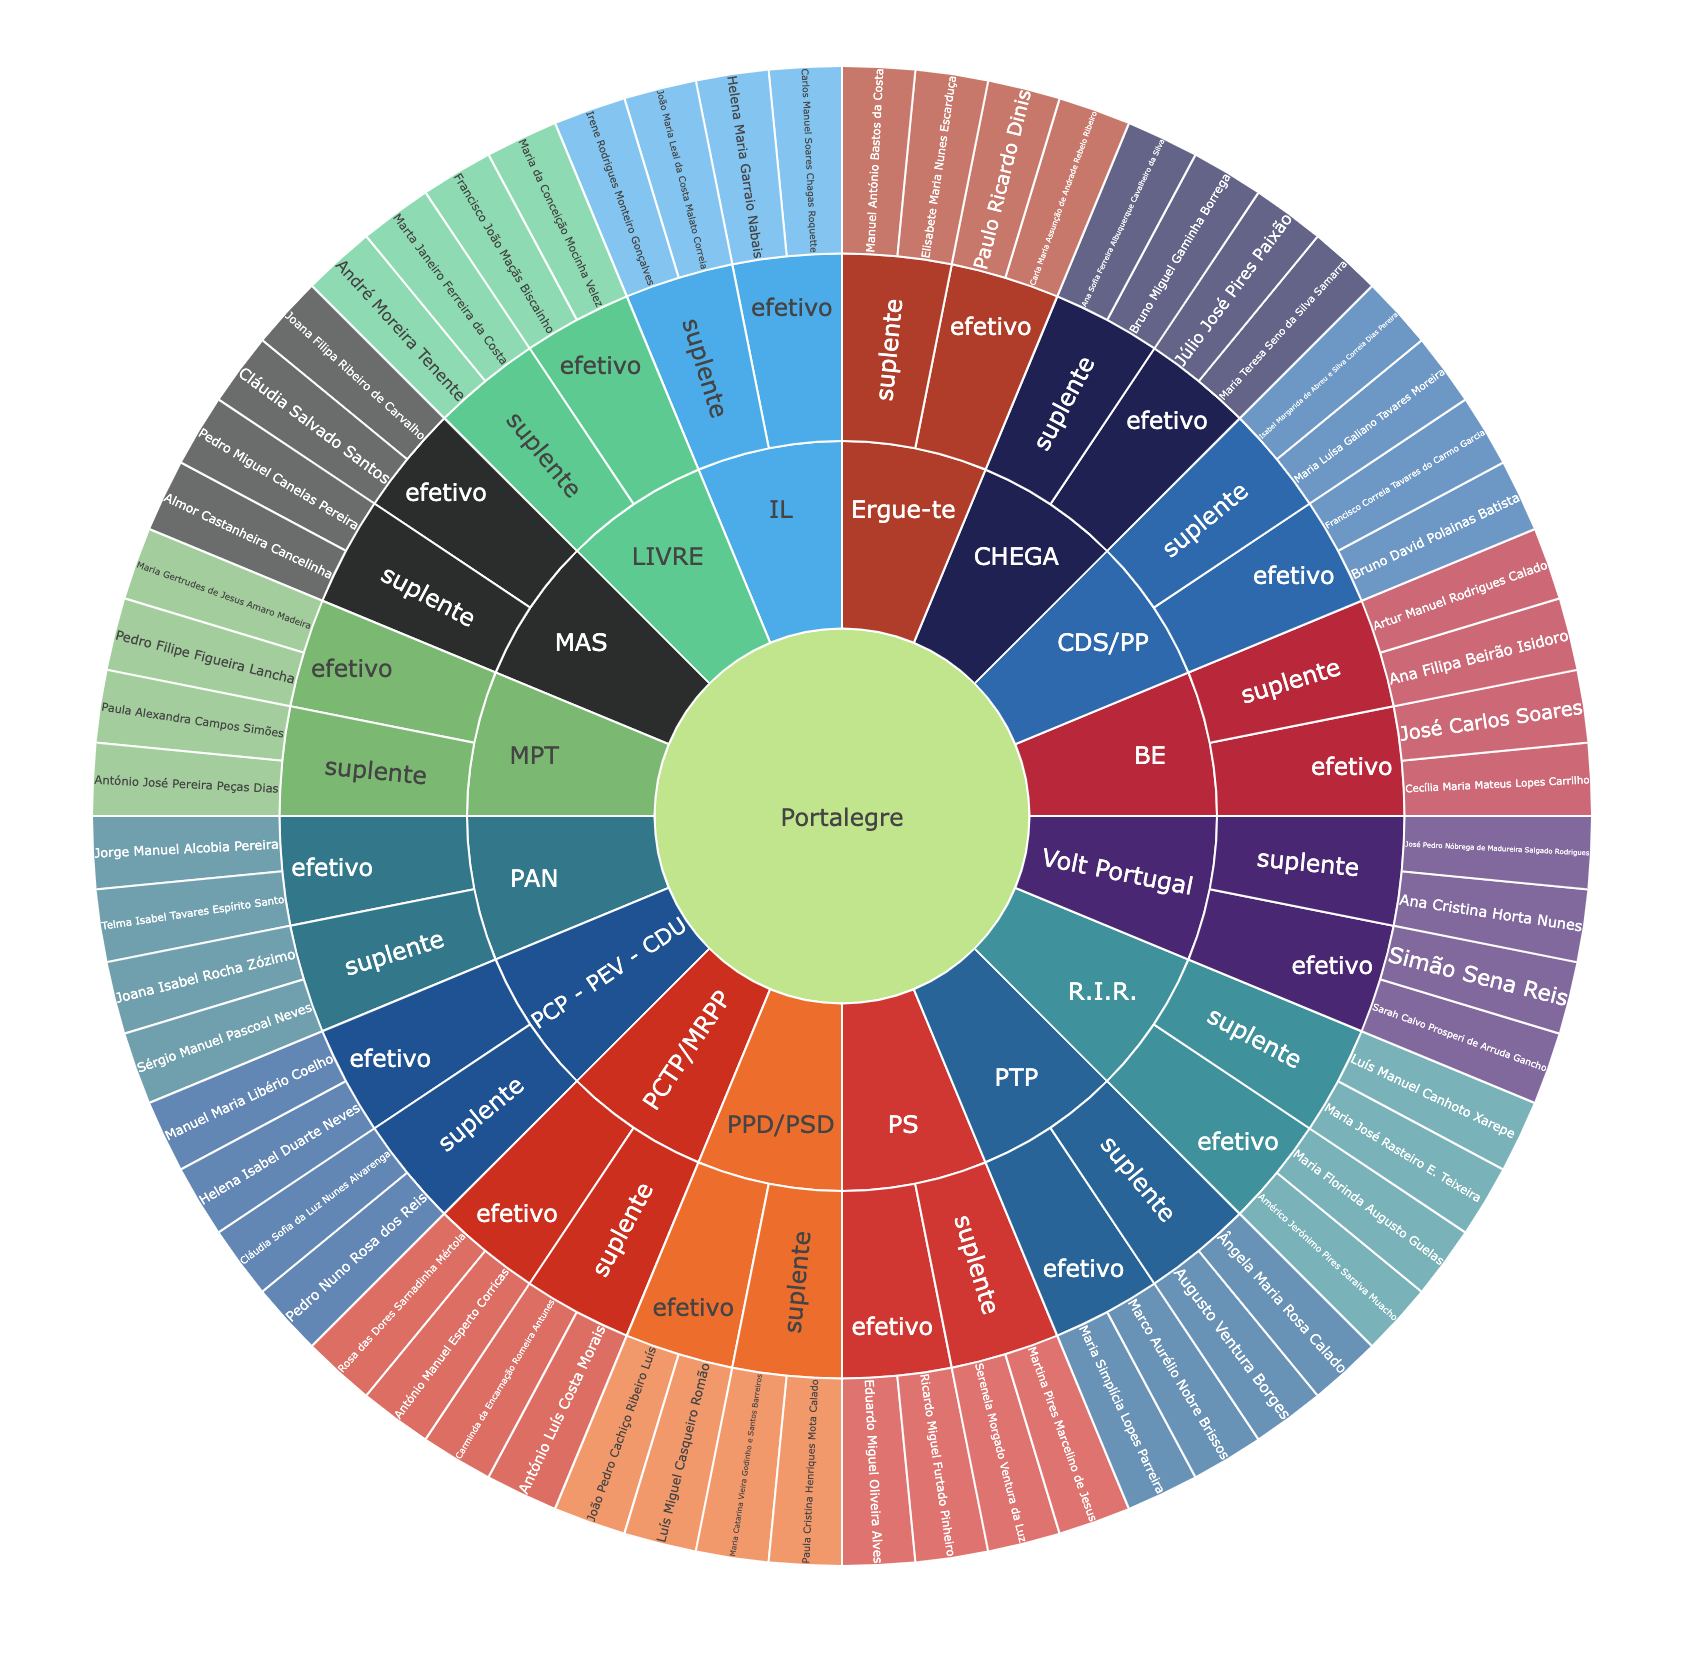 Portalegre
Ergue-te
suplente
Manuel António Bastos da Costa
Elisabete Maria Nunes Escarduça
efetivo
Paulo Ricardo Dinis
Carla Maria Assunção de Andrade Rebelo Ribeiro
CHEGA
suplente
Ana Sofia Ferreira Albuquerque Cavalheiro da Silva
Bruno Miguel Gaminha Borrega
efetivo
Júlio José Pires Paixão
Maria Teresa Seno da Silva Samarra
CDS/PP
suplente
Isabel Margarida de Abreu e Silva Correia Dias Pereira
Maria Luísa Galiano Tavares Moreira
efetivo
Francisco Correia Tavares do Carmo Garcia
Bruno David Polainas Batista
BE
suplente
Artur Manuel Rodrigues Calado
Ana Filipa Beirão Isidoro
efetivo
José Carlos Soares
Cecília Maria Mateus Lopes Carrilho
Volt Portugal
suplente
José Pedro Nóbrega de Madureira Salgado Rodrigues
Ana Cristina Horta Nunes
efetivo
Simão Sena Reis
Sarah Calvo Prosperi de Arruda Gancho
R.I.R.
suplente
Luís Manuel Canhoto Xarepe
Maria José Rasteiro E. Teixeira
efetivo
Maria Florinda Augusto Guelas
Américo Jerónimo Pires Saraiva Muacho
PTP
suplente
Ângela Maria Rosa Calado
Augusto Ventura Borges
efetivo
Marco Aurélio Nobre Brissos
Maria Simplícia Lopes Parreira
PS
suplente
Martina Pires Marcelino de Jesus
Serenela Morgado Ventura da Luz
efetivo
Ricardo Miguel Furtado Pinheiro
Eduardo Miguel Oliveira Alves
PPD/PSD
suplente
Paula Cristina Henriques Mota Calado
Maria Catarina Vieira Godinho e Santos Barreiros
efetivo
Luís Miguel Casqueiro Romão
João Pedro Cachiço Ribeiro Luís
PCTP/MRPP
suplente
António Luís Costa Morais
Carminda da Encarnação Romeira Antunes
efetivo
António Manuel Esperto Corricas
Rosa das Dores Sarnadinha Mértola
PCP - PEV - CDU
suplente
Pedro Nuno Rosa dos Reis
Cláudia Sofia da Luz Nunes Alvarenga
efetivo
Helena Isabel Duarte Neves
Manuel Maria Libério Coelho
PAN
suplente
Sérgio Manuel Pascoal Neves
Joana Isabel Rocha Zózimo
efetivo
Telma Isabel Tavares Espírito Santo
Jorge Manuel Alcobia Pereira
MPT
suplente
António José Pereira Peças Dias
Paula Alexandra Campos Simões
efetivo
Pedro Filipe Figueira Lancha
Maria Gertrudes de Jesus Amaro Madeira
MAS
suplente
Almor Castanheira Cancelinha
Pedro Miguel Canelas Pereira
efetivo
Cláudia Salvado Santos
Joana Filipa Ribeiro de Carvalho
LIVRE
suplente
André Moreira Tenente
Marta Janeiro Ferreira da Costa
efetivo
Francisco João Maçãs Biscainho
Maria da Conceição Mocinha Velez
IL
suplente
Irene Rodrigues Monteiro Gonçalves
João Maria Leal da Costa Malato Correia
efetivo
Helena Maria Garraio Nabais
Carlos Manuel Soares Chagas Roquette